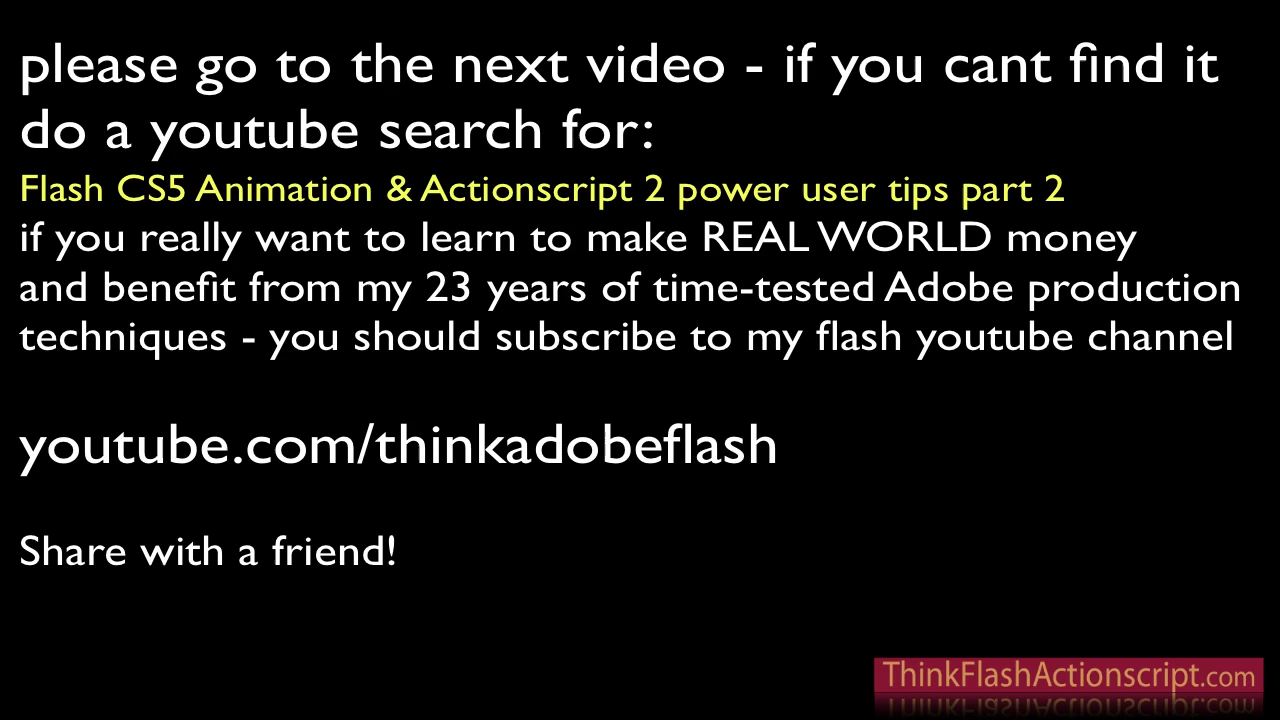 please go to the next video - if you cant find it
do a youtube search for:
Flash CS5 Animation & Actionscript 2 power user tips part 2
if you really want to learn to make REAL WORLD money
and benefit from my 23 years of time-tested Adobe production
techniques - you should subscribe to my flash youtube channel
youtube.com/thinkadobeflash
Share with a friend!
ThinkFlashActionscript.com